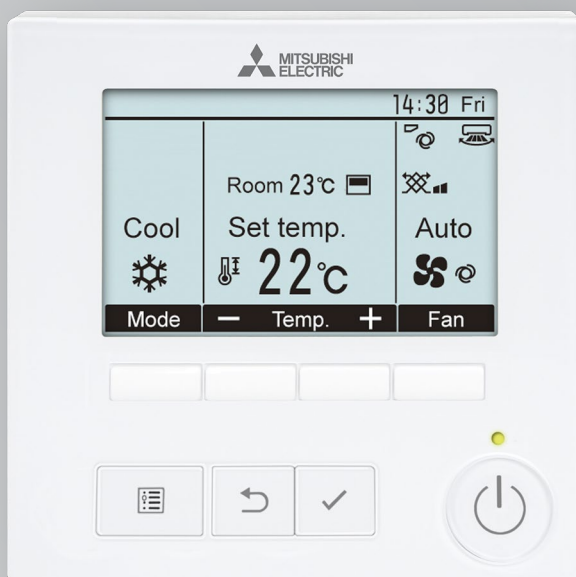 MITSUBISHI
ELECTRIC
14:30 Fri
Room 23℃
Cool
Set temp.
Auto
22℃
Mode
Temp.
Fan